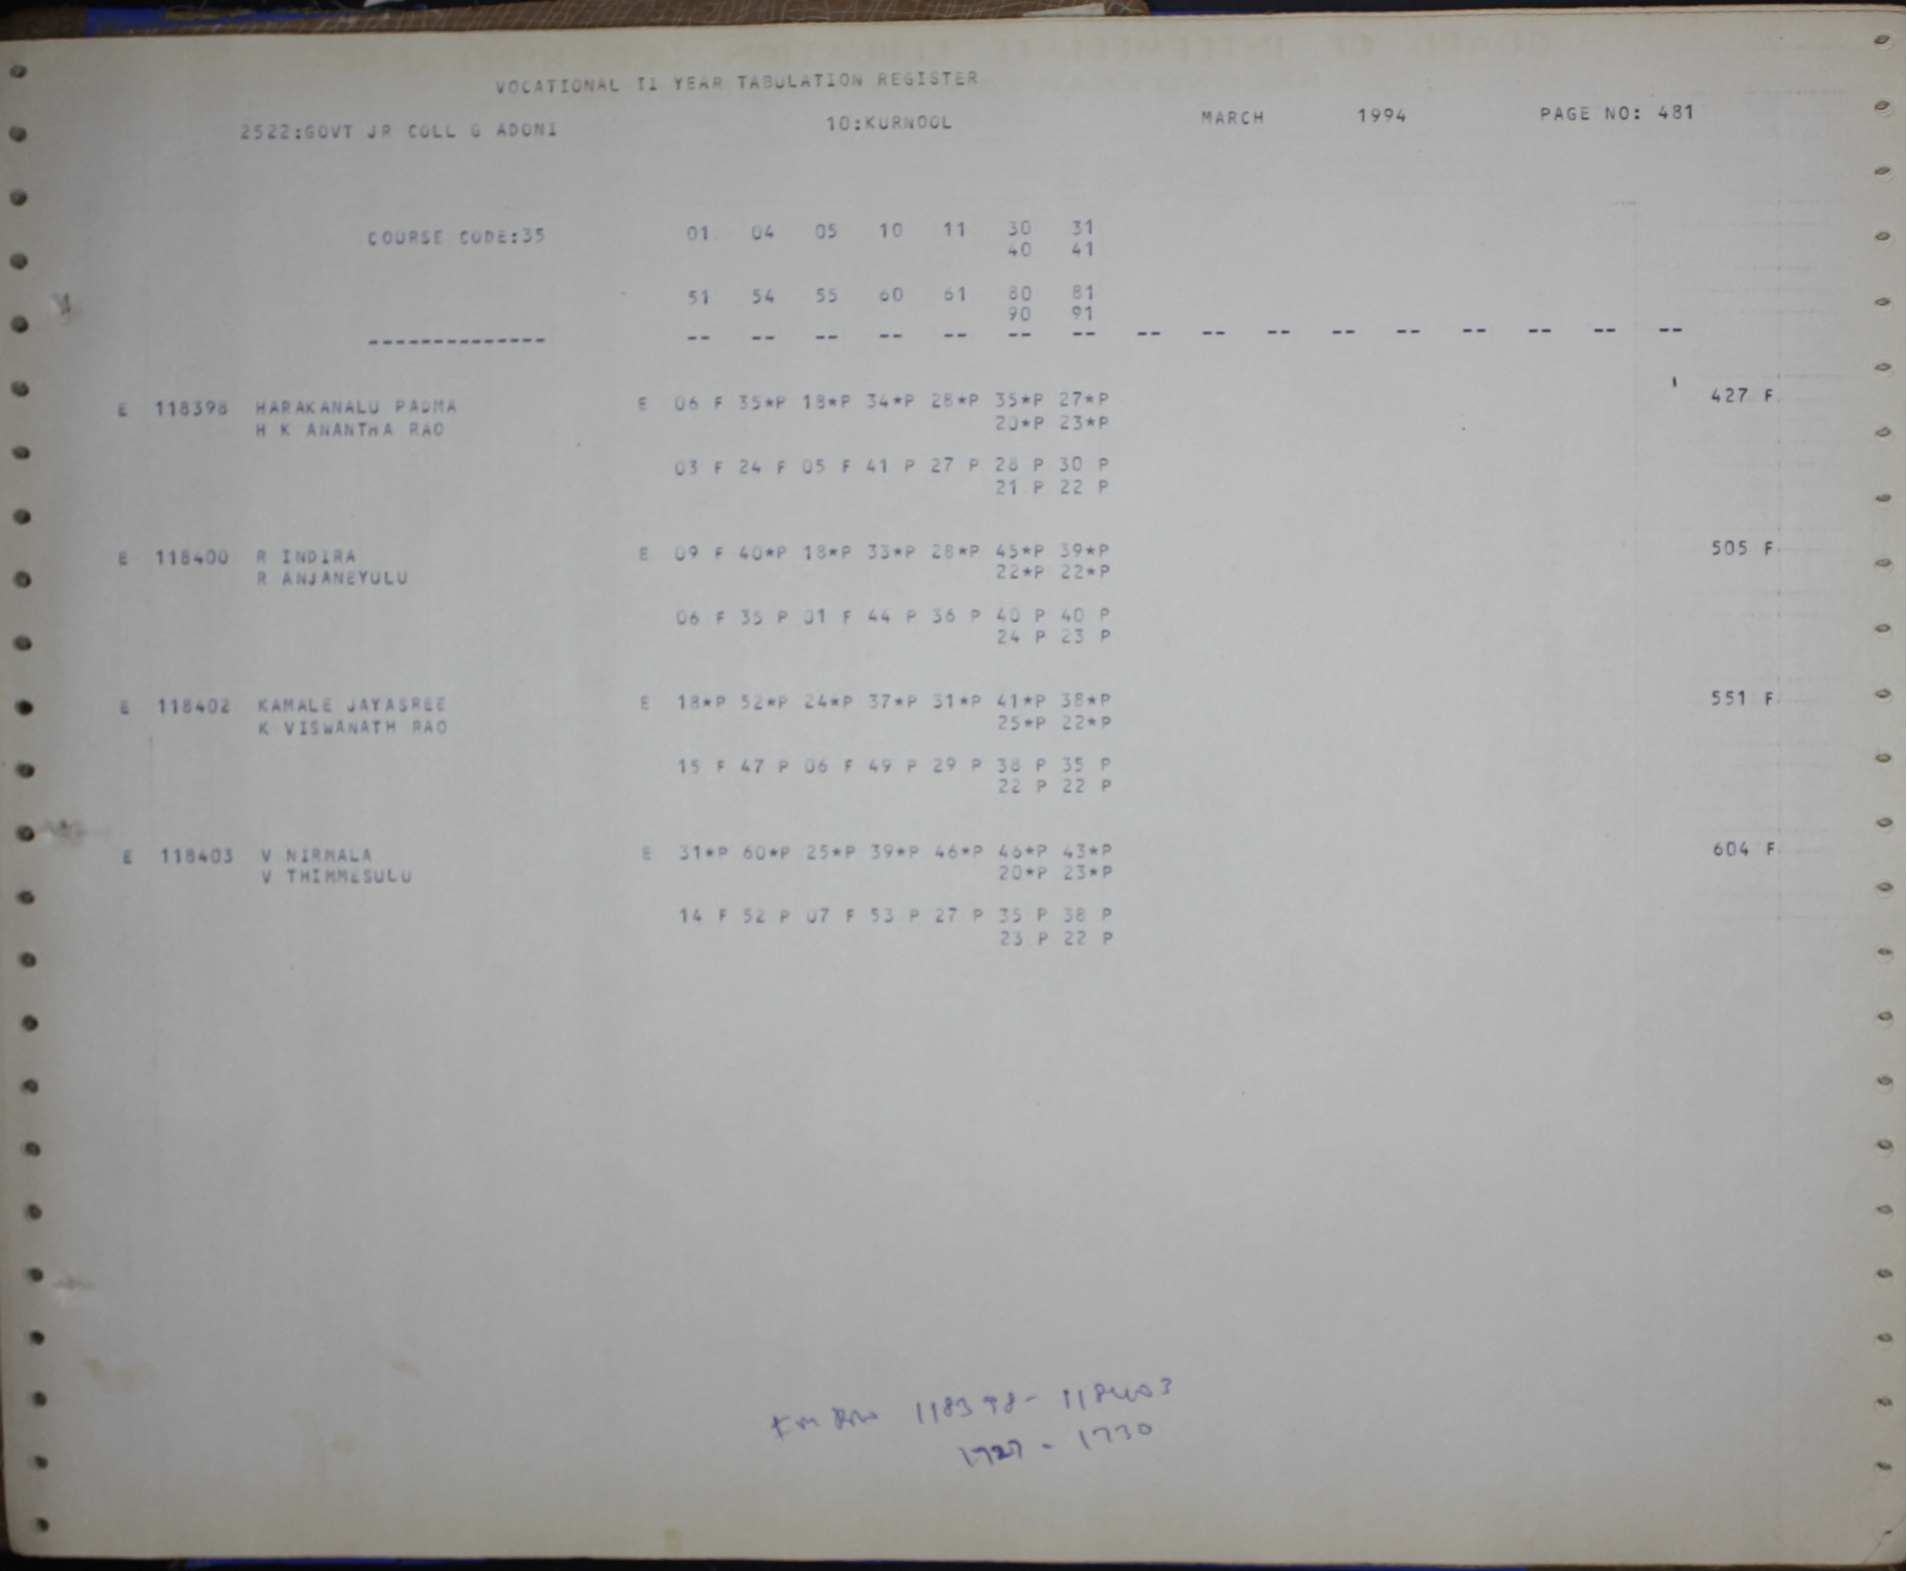 VOCATIONAL II YEAR TABULATION REGISTER
2522:GOVT JR COLL G ADONI 10:KURNOOL MARCH 1994 PAGE NO: 481
COURSE CODE:35 01 04 05 10 11 30 31
40 41
51 54 55 60 61 80 81
90 91
-------------- -- -- -- -- -- -- -- -- -- -- -- -- -- -- -- --
E 118398 HARAKANALU PADMA E 06 F 35*P 18*P 34*P 28*P 35*P 27*P 427 F
H K ANANTHA RAO 20*P 23*P
03 F 24 F 05 F 41 P 27 P 28 P 30 P
21 P 22 P
E 118400 R INDIRA E 09 F 40*P 18*P 33*P 28*P 45*P 39*P 505 F
R ANJANEYULU 22*P 22*P
06 F 35 P 01 F 44 P 36 P 40 P 40 P
24 P 23 P
E 118402 KAMALE JAYASREE E 18*P 52*P 24*P 37*P 31*P 41*P 38*P 551 F
K VISWANATH RAO 25*P 22*P
15 F 47 P 06 F 49 P 29 P 38 P 35 P
22 P 22 P
E 118403 V NIRMALA E 31*P 60*P 25*P 39*P 46*P 46*P 43*P 604 F
V THIMMESULU 20*P 23*P
14 F 52 P 07 F 53 P 27 P 35 P 38 P
23 P 22 P
118398 - 118403
1727 - 1730